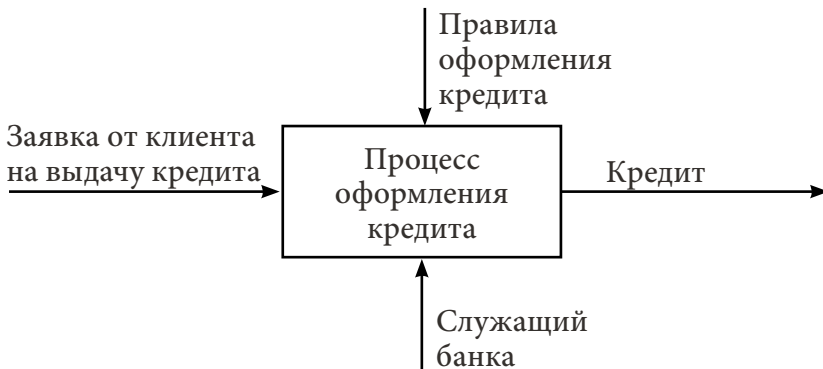 Правила
оформления
кредита
Заявка от клиента
на выдачу кредита
Процесс
оформления
кредита
Кредит
Служащий
банка